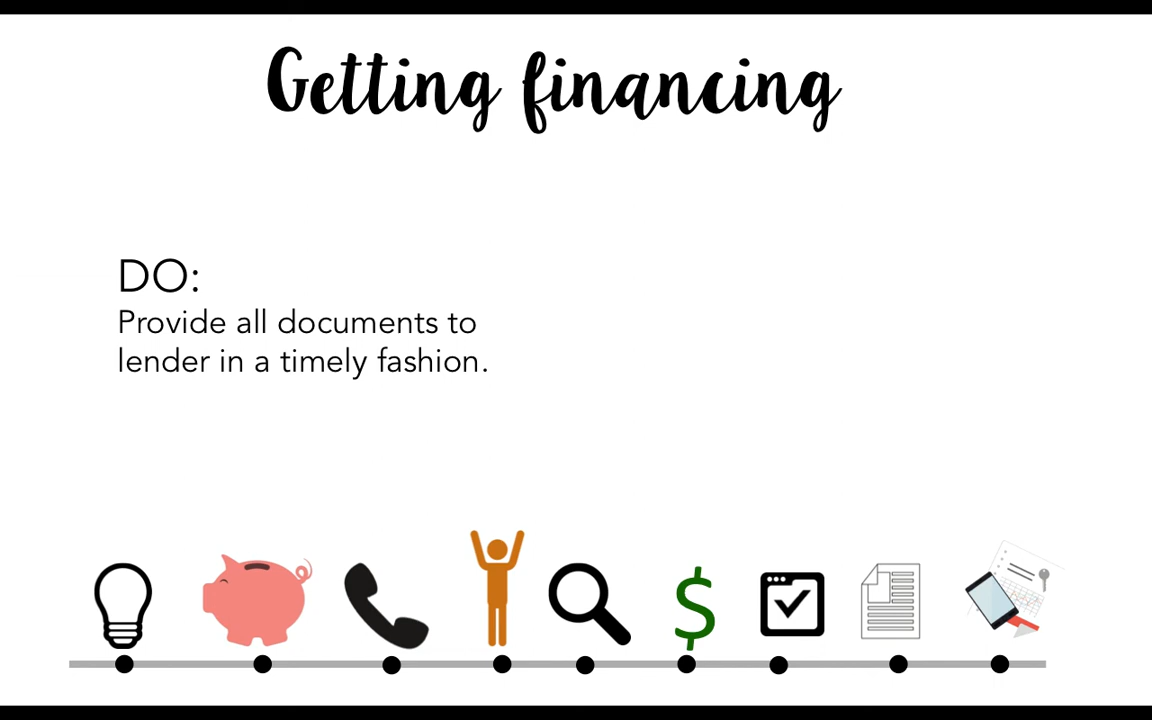 Getting financing
DO:
Provide all documents to
lender in a timely fashion.
$